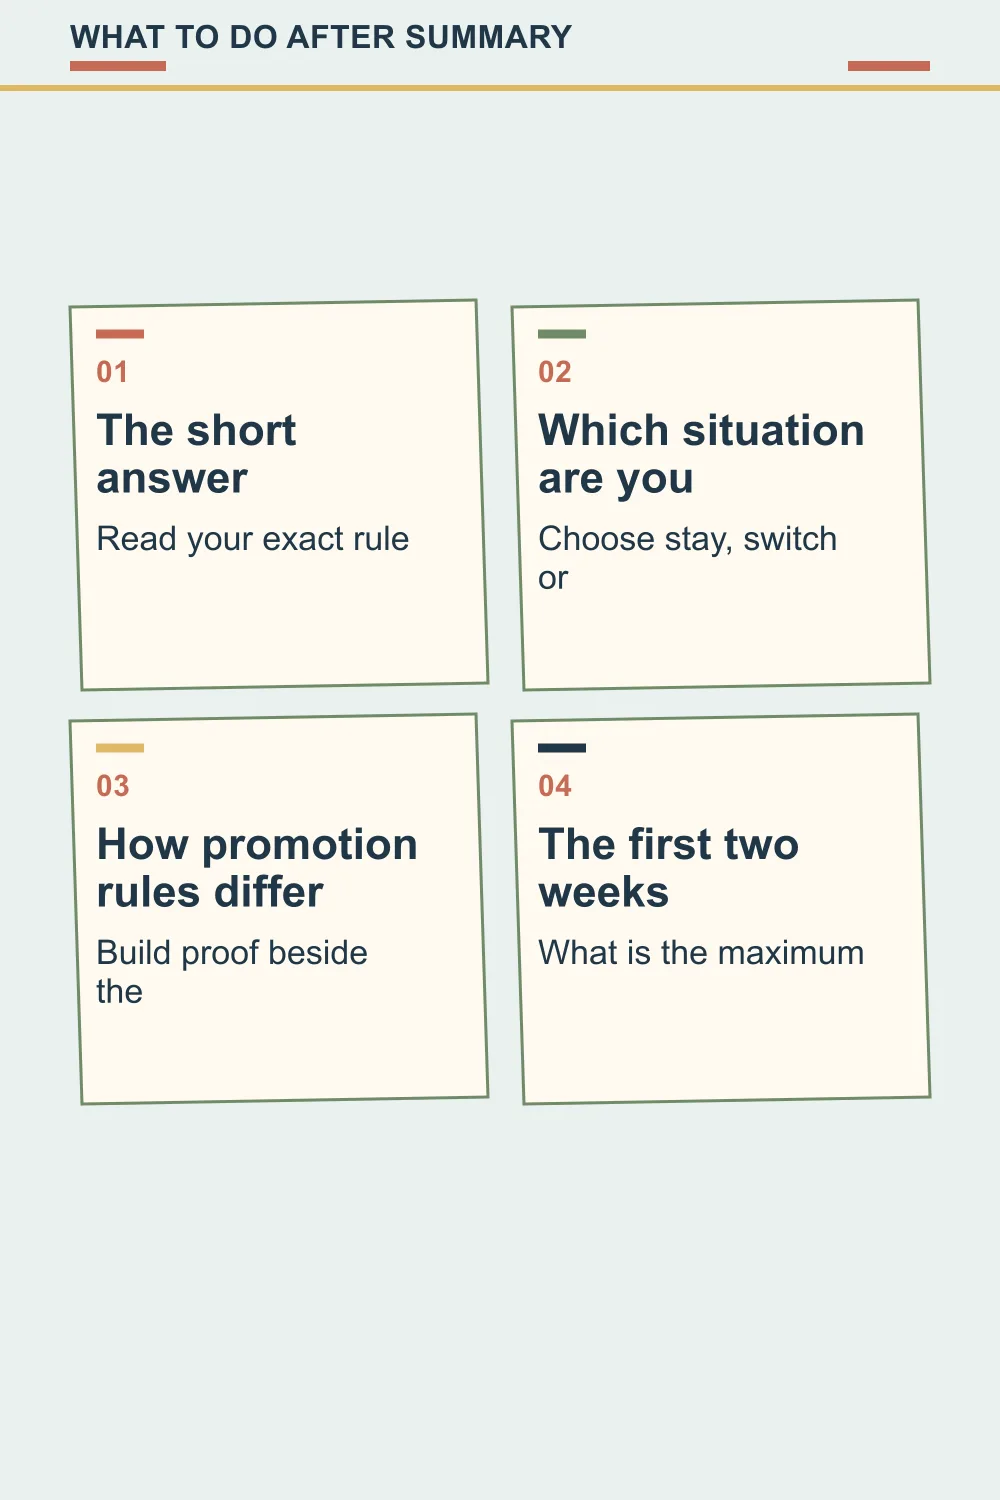 WHAT TO DO AFTER SUMMARY
01
The short
answer
Read your exact rule
02
Which situation
are you
Choose stay, switch
or
03
How promotion
rules differ
Build proof beside
the
04
The first two
weeks
What is the maximum